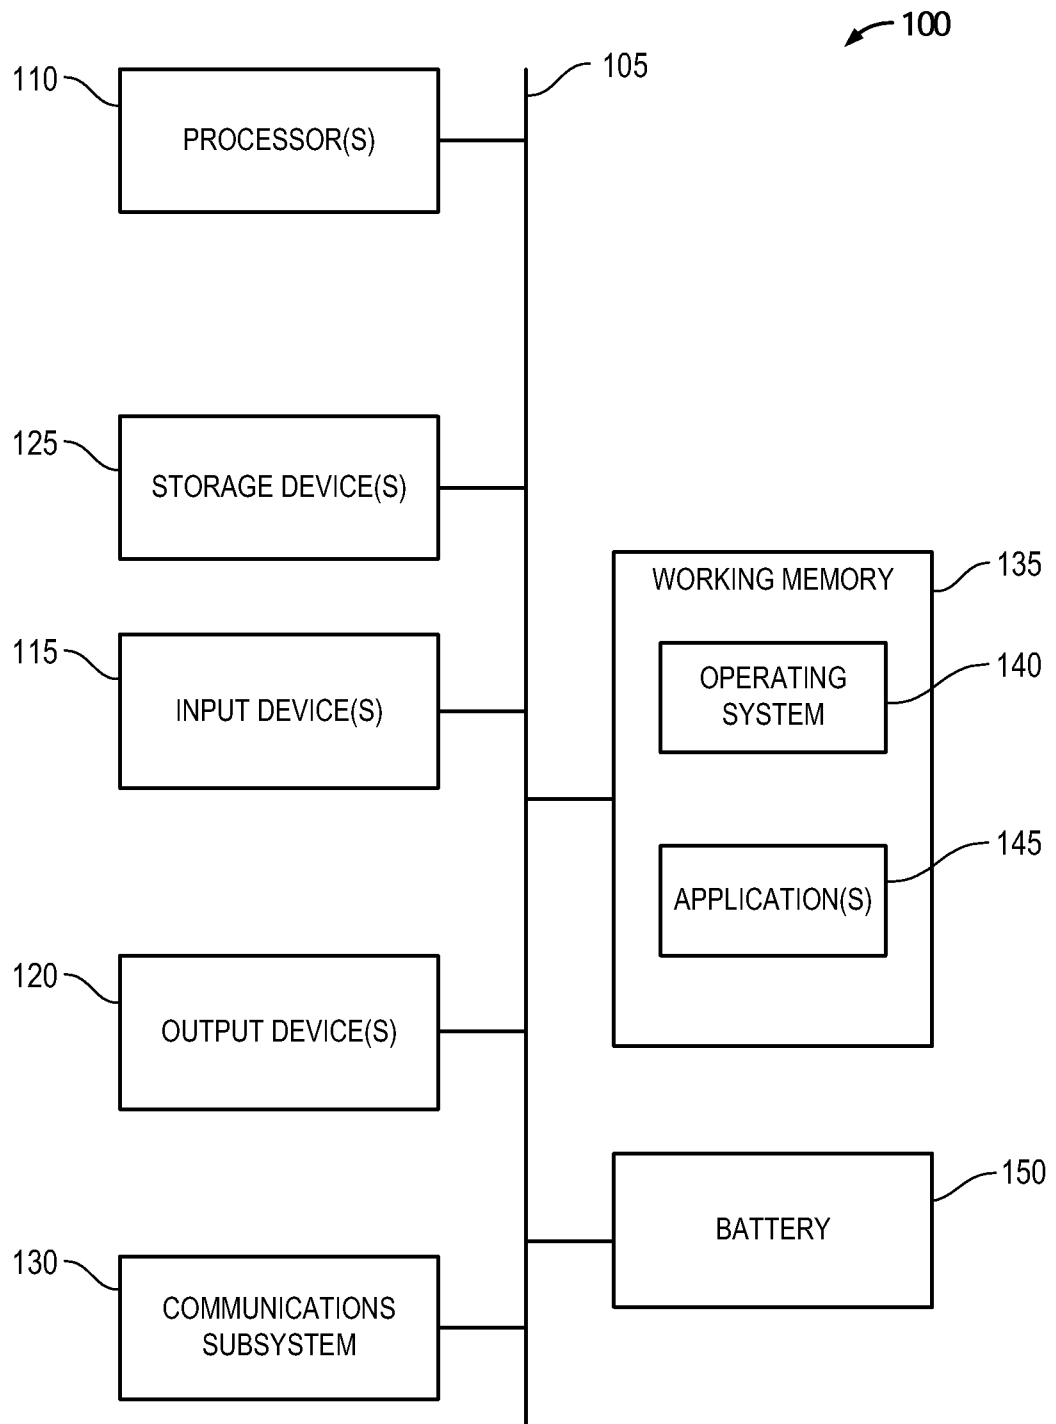 100
105
110
PROCESSOR(S)
125
STORAGE DEVICE(S)
135
WORKING MEMORY
115
INPUT DEVICE(S)
140
OPERATING
SYSTEM
145
APPLICATION(S)
120
OUTPUT DEVICE(S)
150
BATTERY
130
COMMUNICATIONS
SUBSYSTEM